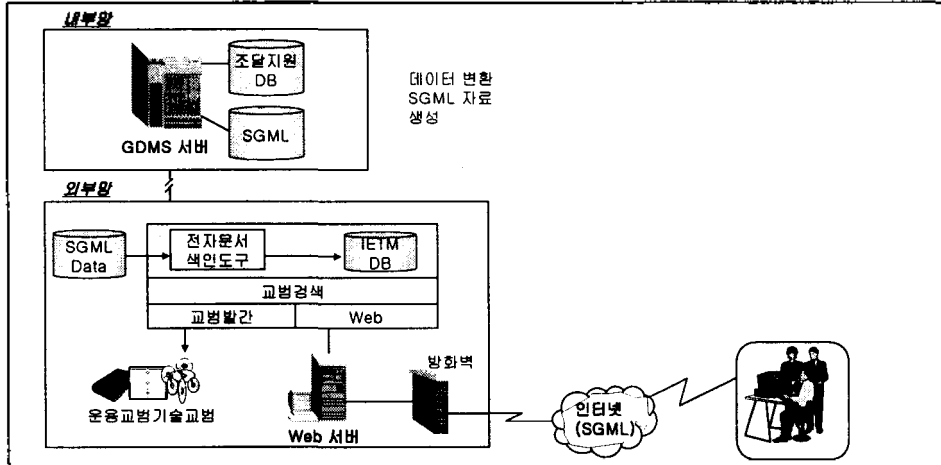 내부망
조달지원
DB
SGML
GDMS 서버
데이터 변환
SGML 자료
생성
외부망
SGML
Data
전자문서
색인도구
IETM
DB
교범검색
교범발간
Web
운용교범기술교범
Web 서버
방화벽
인터넷
(SGML)